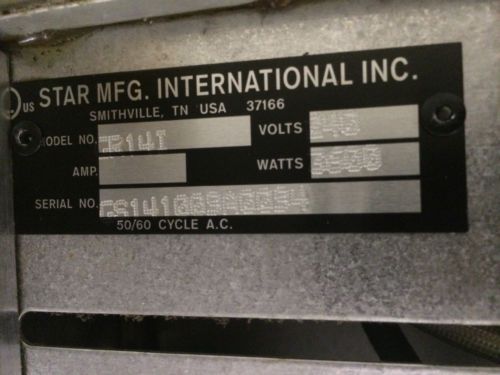 US STAR MFG. INTERNATIONAL INC.
SMITHVILLE, TN USA 37166
MODEL NO. VOLTS 240
AMP. WATTS
SERIAL NO.
50/60 CYCLE A.C.